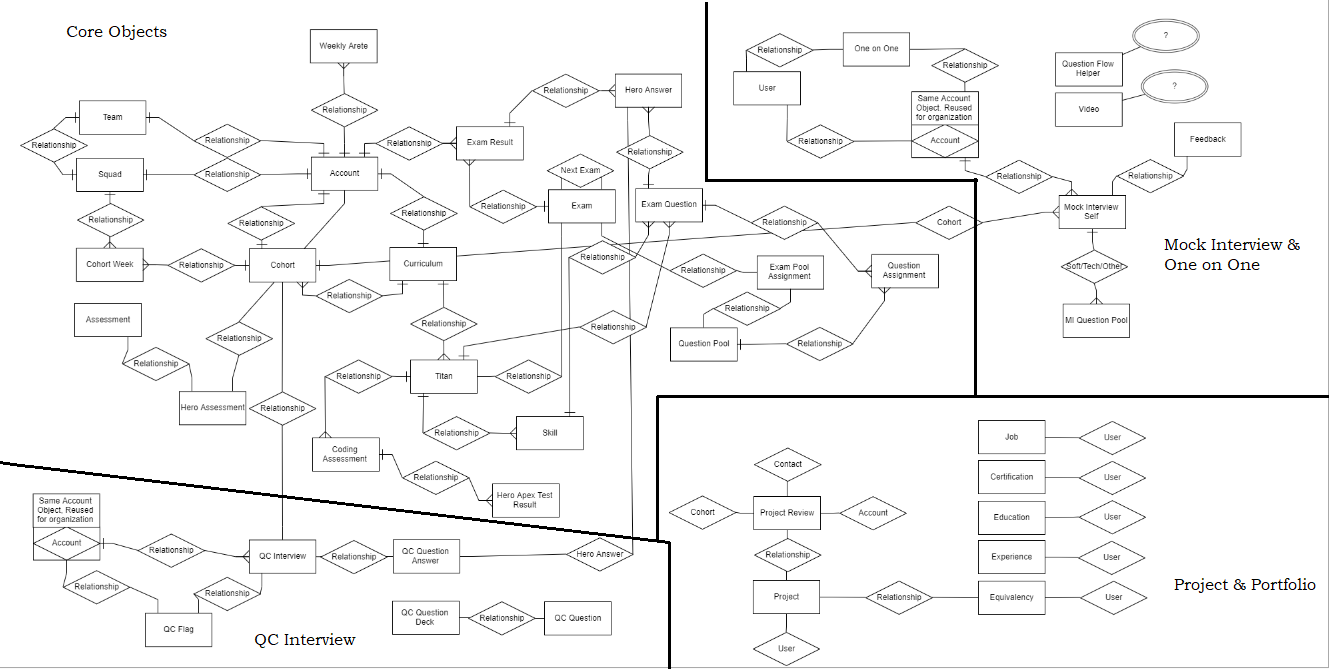 Core Objects
Weekly Arete
Relationship
Team
Relationship
Relationship
Squad
Relationship
Account
Relationship
Exam Result
Relationship
Hero Answer
Relationship
Next Exam
Exam
Relationship
Exam Question
Relationship
Relationship
Relationship
Relationship
Cohort Week
Relationship
Cohort
Curriculum
Relationship
Relationship
Exam Pool
Assignment
Question
Assignment
Relationship
Relationship
Assessment
Relationship
Relationship
Relationship
Question Pool
Relationship
Relationship
Hero Assessment
Relationship
Relationship
Titan
Relationship
Relationship
Skill
Coding
Assessment
Relationship
Hero Apex Test
Result
Relationship
One on One
Relationship
User
Same Account
Object, Reused
for organization
Account
Relationship
Question Flow
Helper
?
Video
?
Feedback
Relationship
Relationship
Mock Interview
Self
Cohort
Soft/Tech/Other
MI Question Pool
Mock Interview &
One on One
Same Account
Object, Reused
for organization
Account
Relationship
QC Interview
Relationship
QC Question
Answer
Hero Answer
Relationship
Relationship
QC Flag
QC Question
Deck
Relationship
QC Question
QC Interview
Contact
Cohort
Project Review
Account
Relationship
Project
Relationship
User
Job
User
Certification
User
Education
User
Experience
User
Equivalency
User
Project & Portfolio